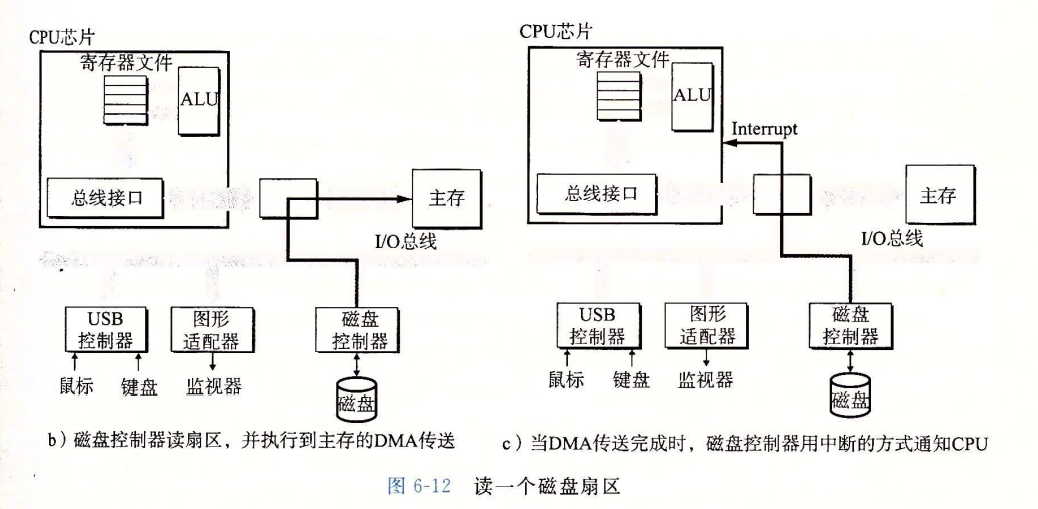 CPU芯片
寄存器文件
ALU
总线接口
主存
I/O总线
USB
控制器
图形
适配器
磁盘
控制器
鼠标
键盘
监视器
磁盘
b）磁盘控制器读扇区，并执行到主存的DMA传送
CPU芯片
寄存器文件
ALU
Interrupt
总线接口
主存
I/O总线
USB
控制器
图形
适配器
磁盘
控制器
鼠标
键盘
监视器
磁盘
c）当DMA传送完成时，磁盘控制器用中断的方式通知CPU
图 6-12 读一个磁盘扇区